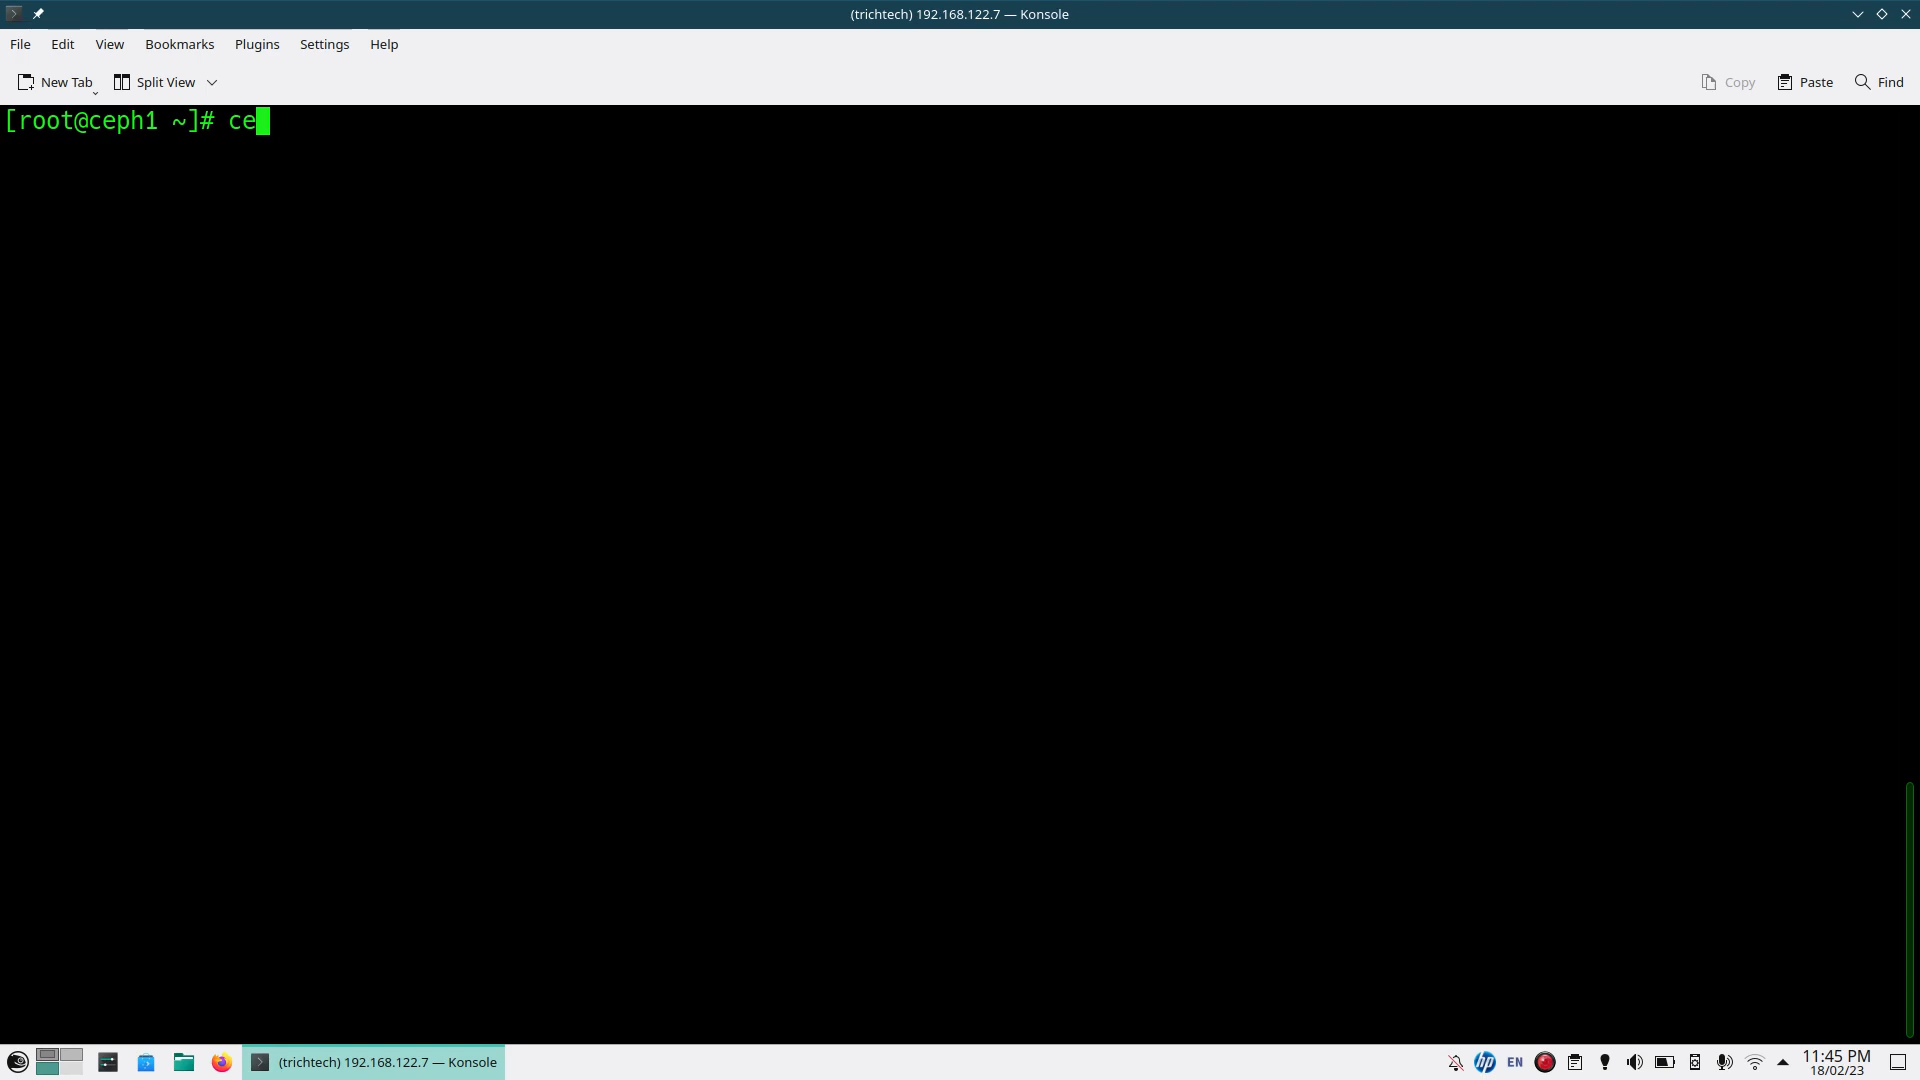 (trichtech) 192.168.122.7 — Konsole
File Edit View Bookmarks Plugins Settings Help
New Tab Split View Copy Paste Find
[root@ceph1 ~]# ce
(trichtech) 192.168.122.7 — Konsole
hp EN 11:45 PM
18/02/23